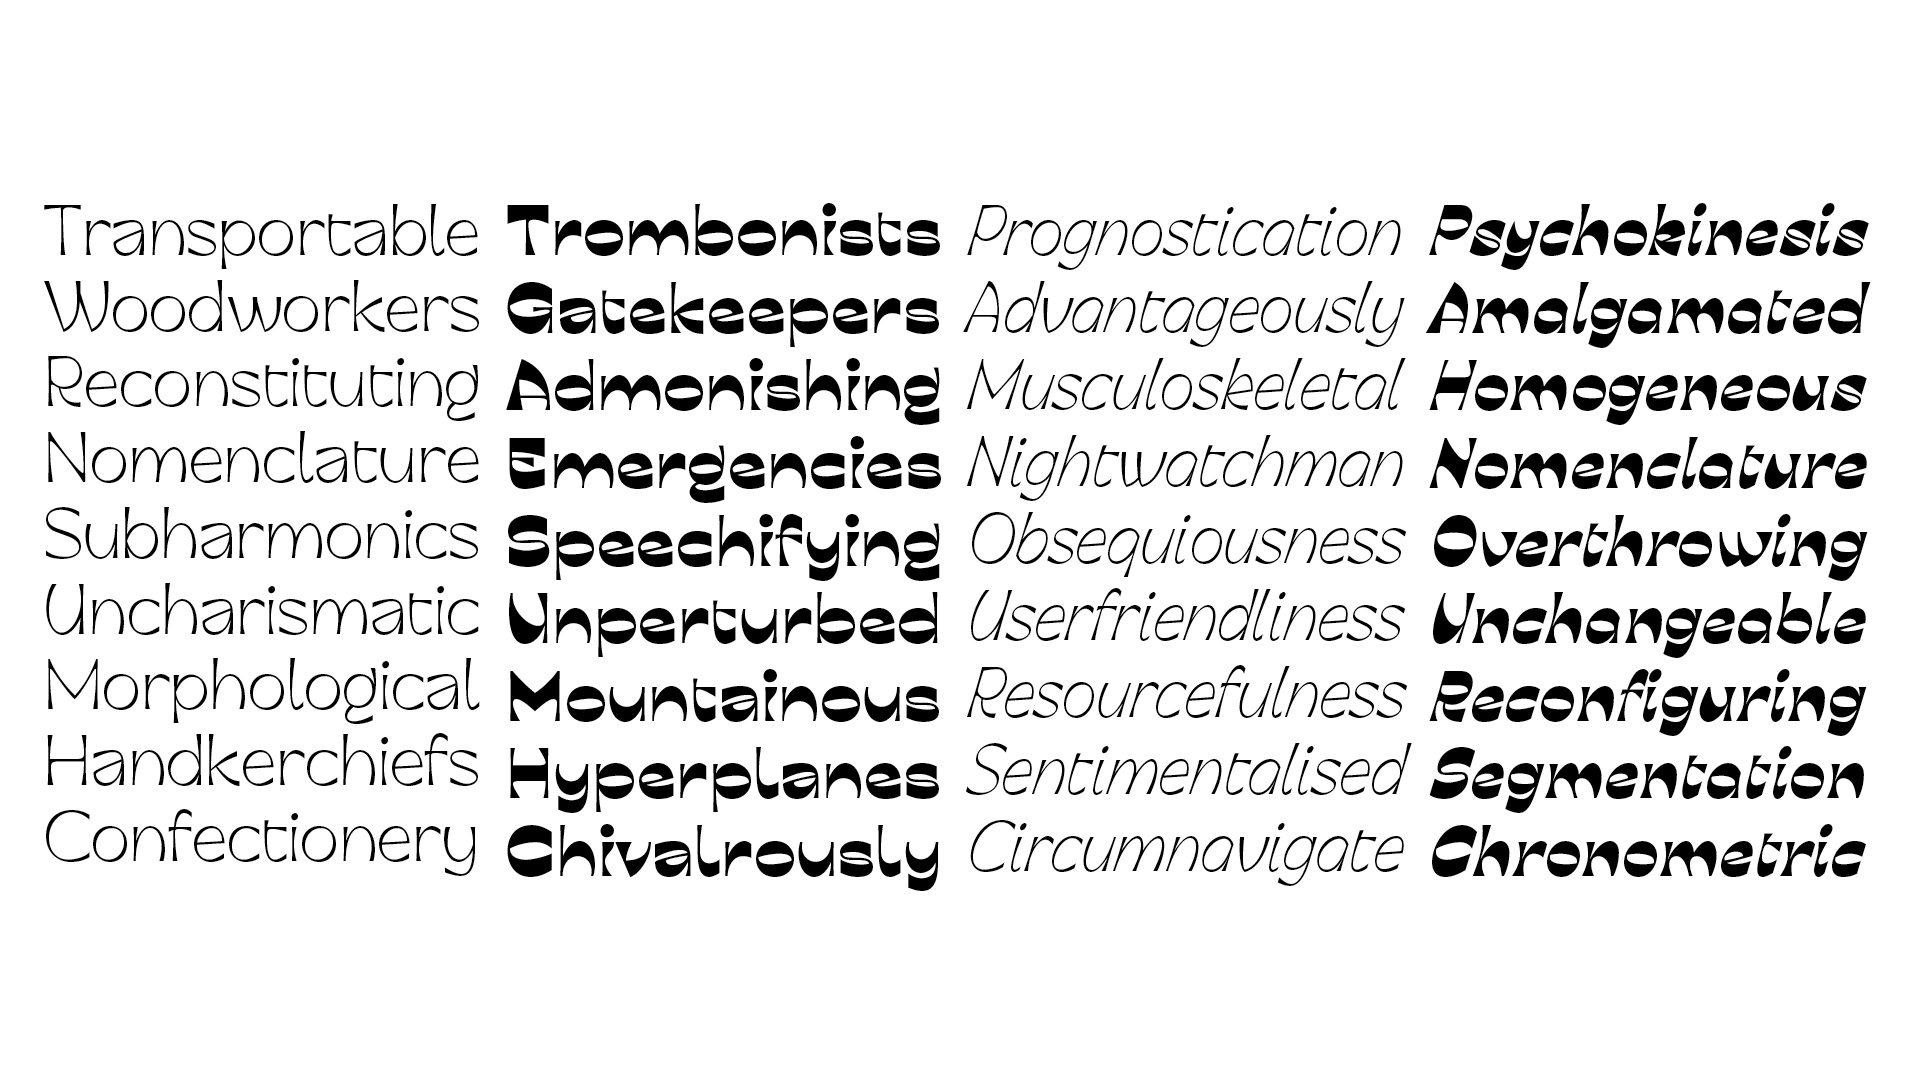 Transportable
Woodworkers
Reconstituting
Nomenclature
Subharmonics
Uncharismatic
Morphological
Handkerchiefs
Confectionery
Trombonists
Gatekeepers
Admonishing
Emergencies
Speechifying
Unperturbed
Mountainous
Hyperplanes
Chivalrously
Prognostication
Advantageously
Musculoskeletal
Nightwatchman
Obsequiousness
Userfriendliness
Resourcefulness
Sentimentalised
Circumnavigate
Psychokinesis
Amalgamated
Homogeneous
Nomenclature
Overthrowing
Unchangeable
Reconfiguring
Segmentation
Chronometric